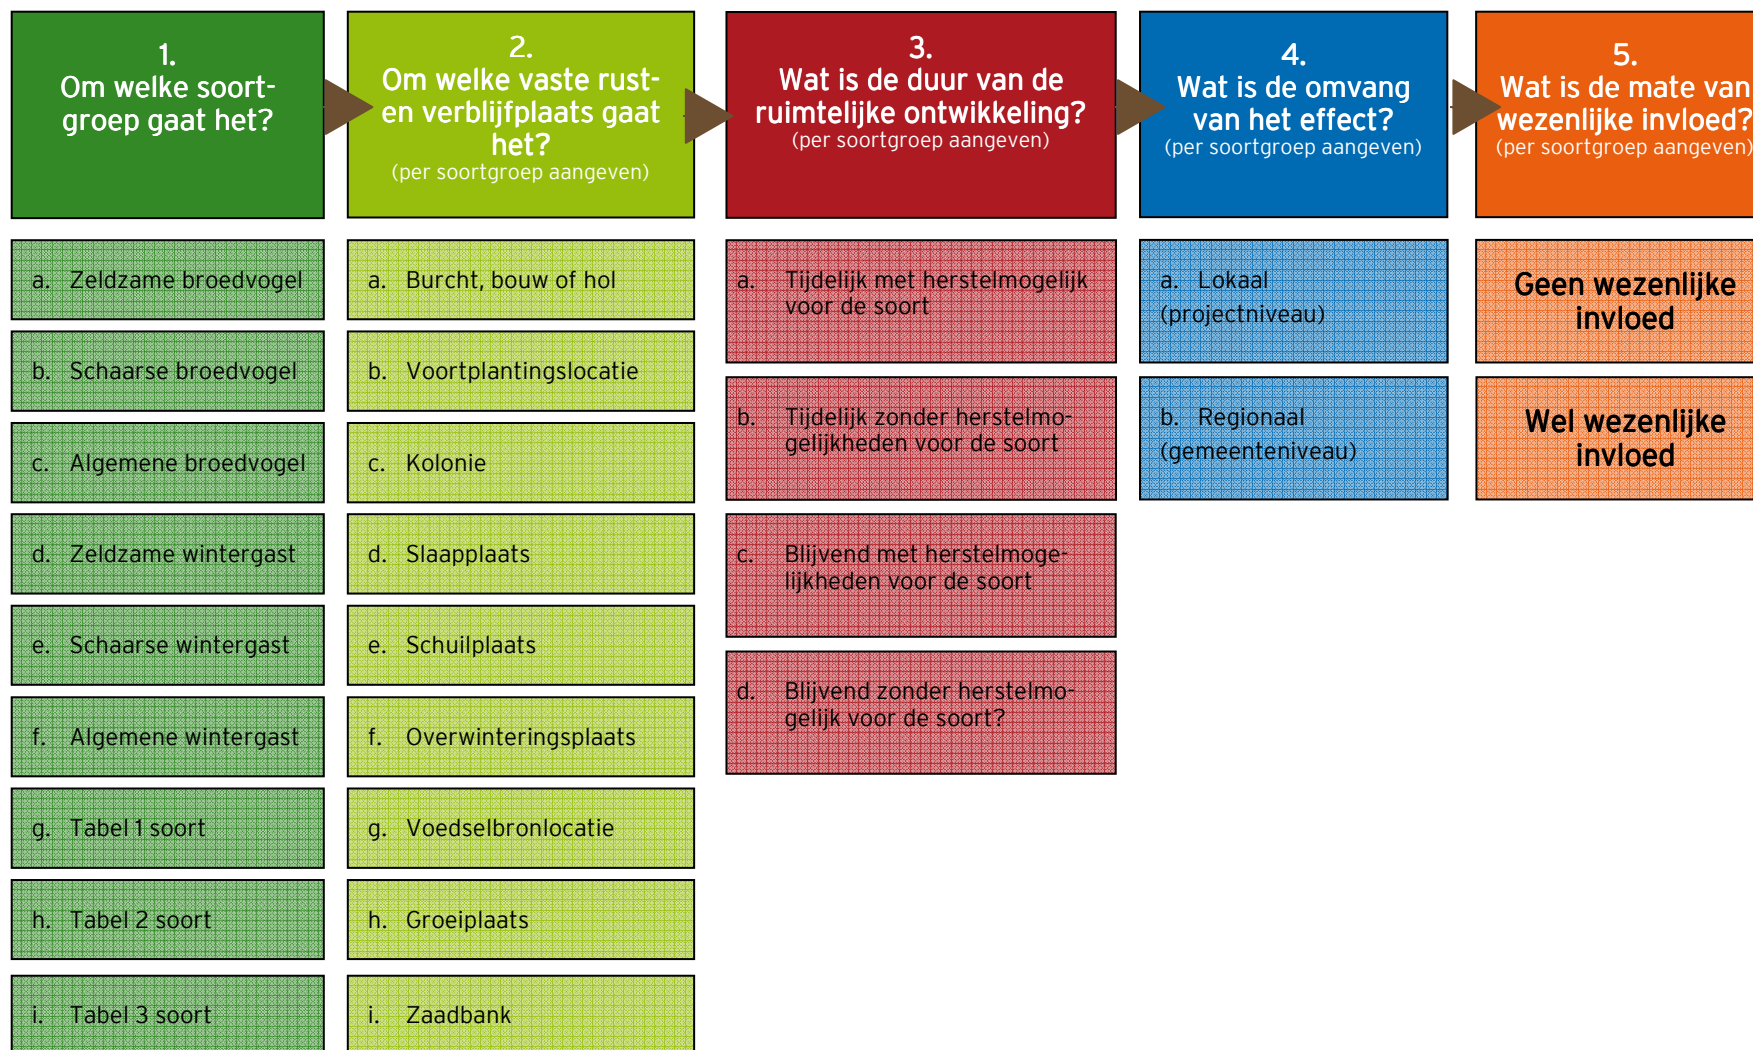 1.
Om welke soort-
groep gaat het?
2.
Om welke vaste rust-
en verblijfplaats gaat
het?
(per soortgroep aangeven)
3.
Wat is de duur van de
ruimtelijke ontwikkeling?
(per soortgroep aangeven)
4.
Wat is de omvang
van het effect?
(per soortgroep aangeven)
5.
Wat is de mate van
wezenlijke invloed?
(per soortgroep aangeven)
a. Zeldzame broedvogel
b. Schaarse broedvogel
c. Algemene broedvogel
d. Zeldzame wintergast
e. Schaarse wintergast
f. Algemene wintergast
g. Tabel 1 soort
h. Tabel 2 soort
i. Tabel 3 soort
a. Burcht, bouw of hol
b. Voortplantingslocatie
c. Kolonie
d. Slaapplaats
e. Schuilplaats
f. Overwinteringsplaats
g. Voedselbronlocatie
h. Groeiplaats
i. Zaadbank
a. Tijdelijk met herstelmogelijk
voor de soort
b. Tijdelijk zonder herstelmo-
gelijkheden voor de soort
c. Blijvend met herstelmoge-
lijkheden voor de soort
d. Blijvend zonder herstelmo-
gelijk voor de soort?
a. Lokaal
(projectniveau)
b. Regionaal
(gemeenteniveau)
Geen wezenlijke
invloed
Wel wezenlijke
invloed